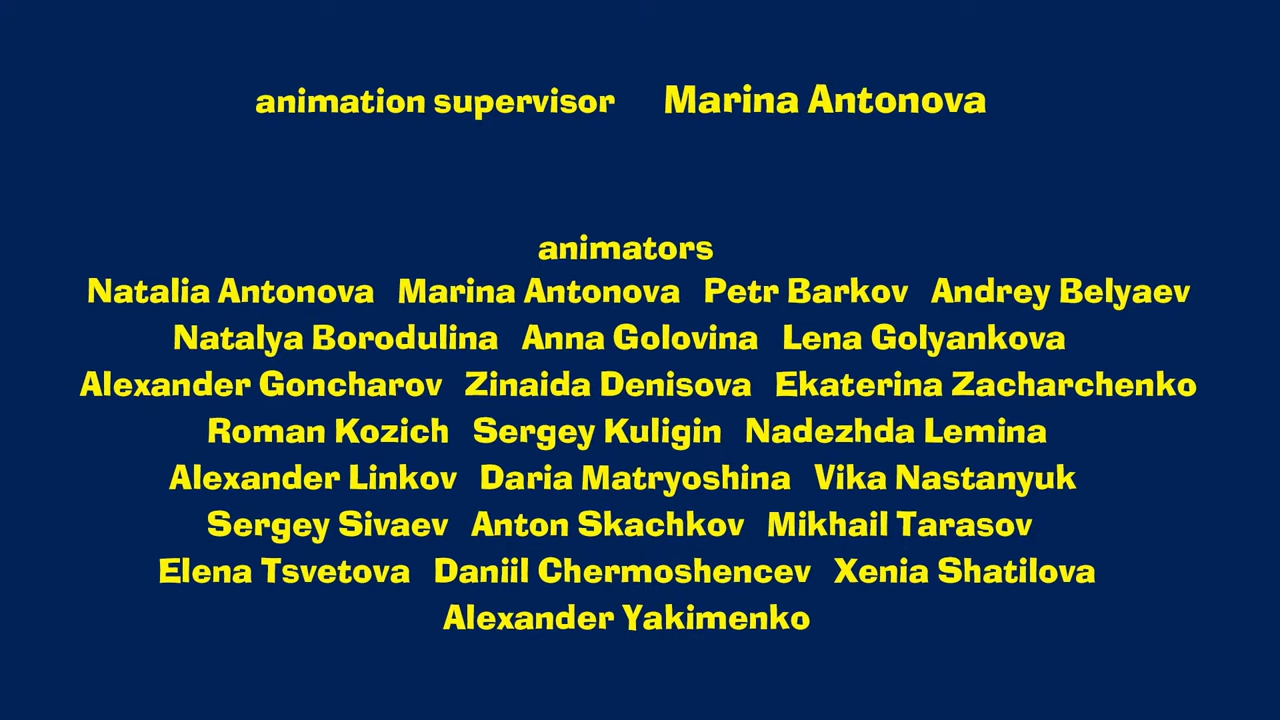 animation supervisor Marina Antonova
animators
Natalia Antonova Marina Antonova Petr Barkov Andrey Belyaev
Natalya Borodulina Anna Golovina Lena Golyankova
Alexander Goncharov Zinaida Denisova Ekaterina Zacharchenko
Roman Kozich Sergey Kuligin Nadezhda Lemina
Alexander Linkov Daria Matryoshina Vika Nastanyuk
Sergey Sivaev Anton Skachkov Mikhail Tarasov
Elena Tsvetova Daniil Chermoshencev Xenia Shatilova
Alexander Yakimenko